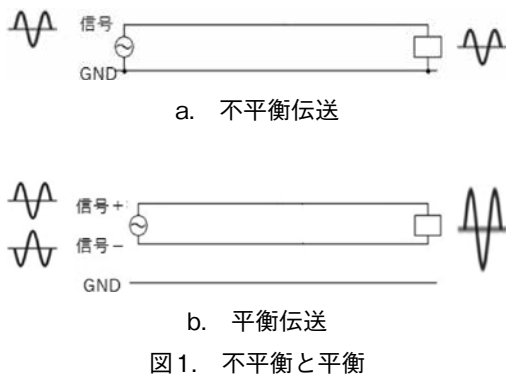 信号
GND
a. 不平衡伝送
信号+
信号−
GND
b. 平衡伝送
図1. 不平衡と平衡